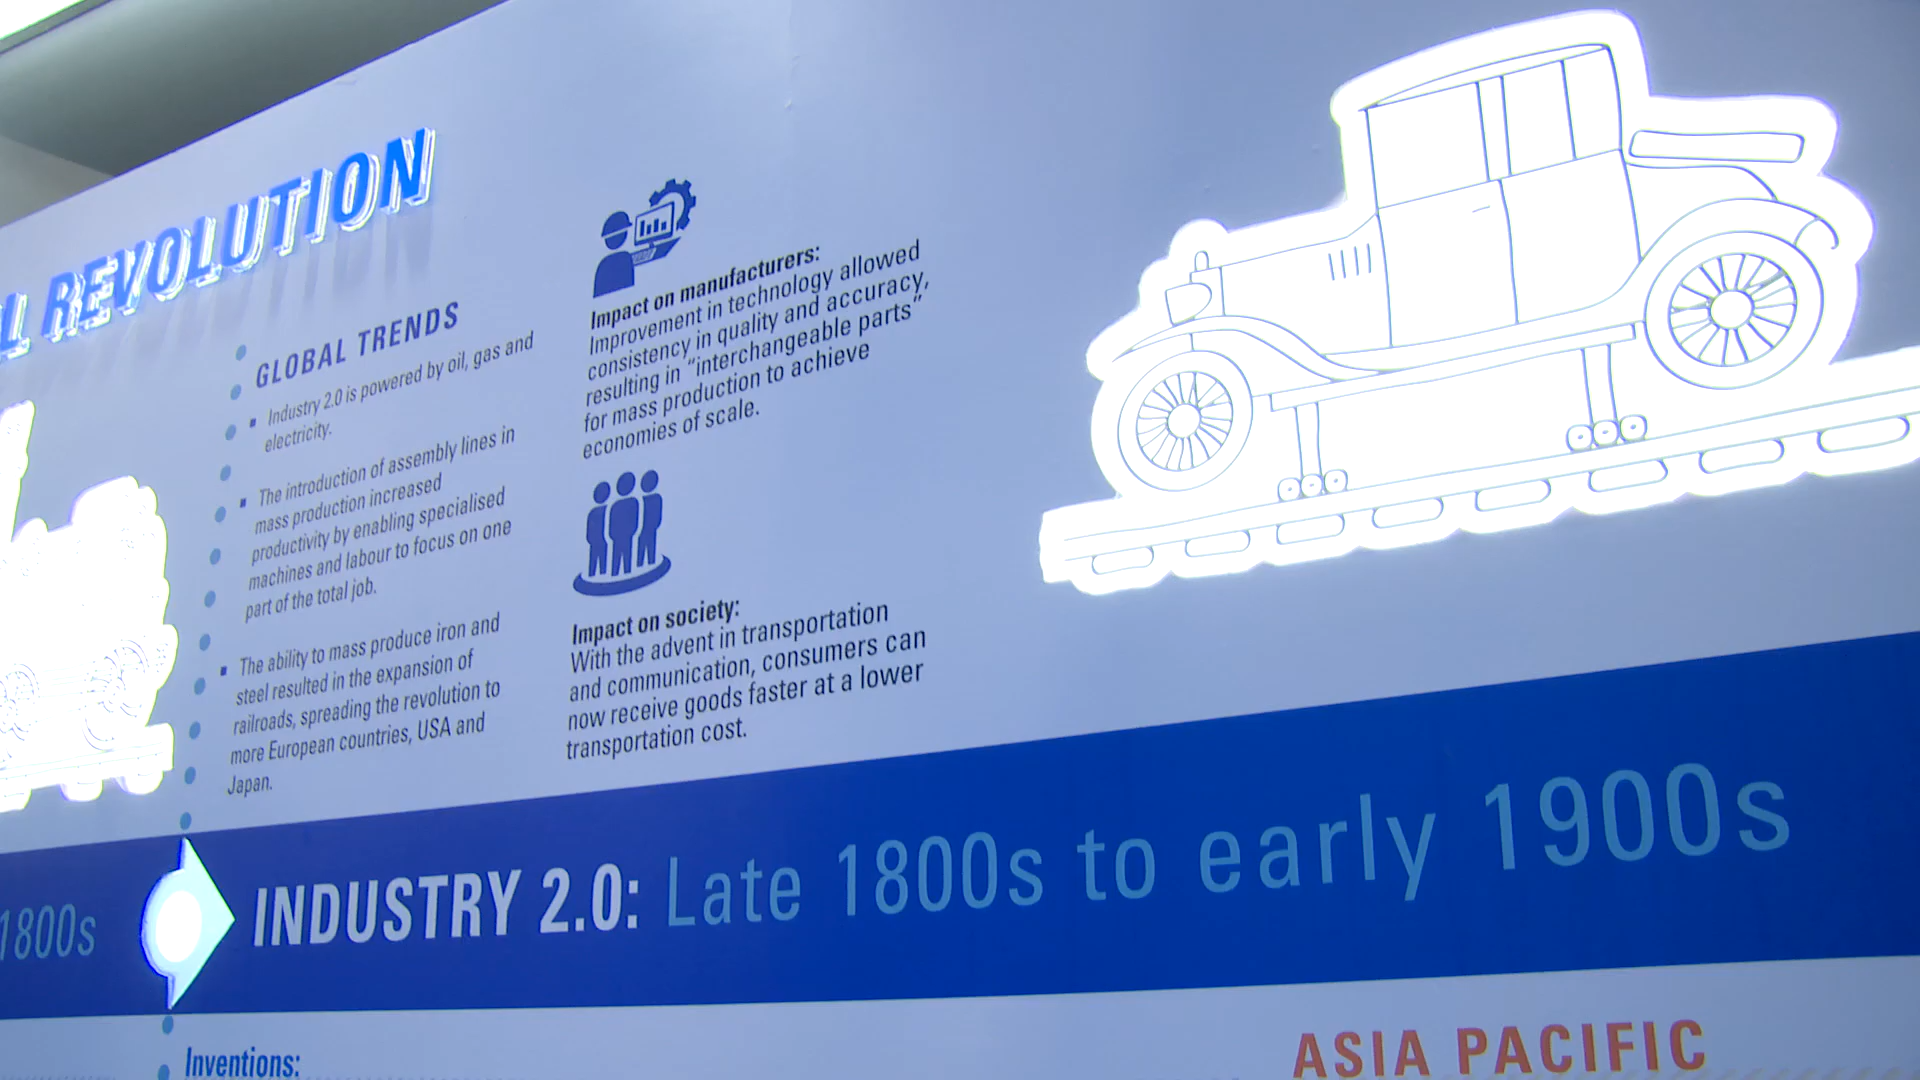 L REVOLUTION
GLOBAL TRENDS
▪ Industry 2.0 is powered by oil, gas and
electricity.
▪ The introduction of assembly lines in
mass production increased
productivity by enabling specialised
machines and labour to focus on one
part of the total job.
▪ The ability to mass produce iron and
steel resulted in the expansion of
railroads, spreading the revolution to
more European countries, USA and
Japan.
Impact on manufacturers:
Improvement in technology allowed
consistency in quality and accuracy,
resulting in “interchangeable parts”
for mass production to achieve
economies of scale.
Impact on society:
With the advent in transportation
and communication, consumers can
now receive goods faster at a lower
transportation cost.
1800s
INDUSTRY 2.0: Late 1800s to early 1900s
Inventions:
ASIA PACIFIC